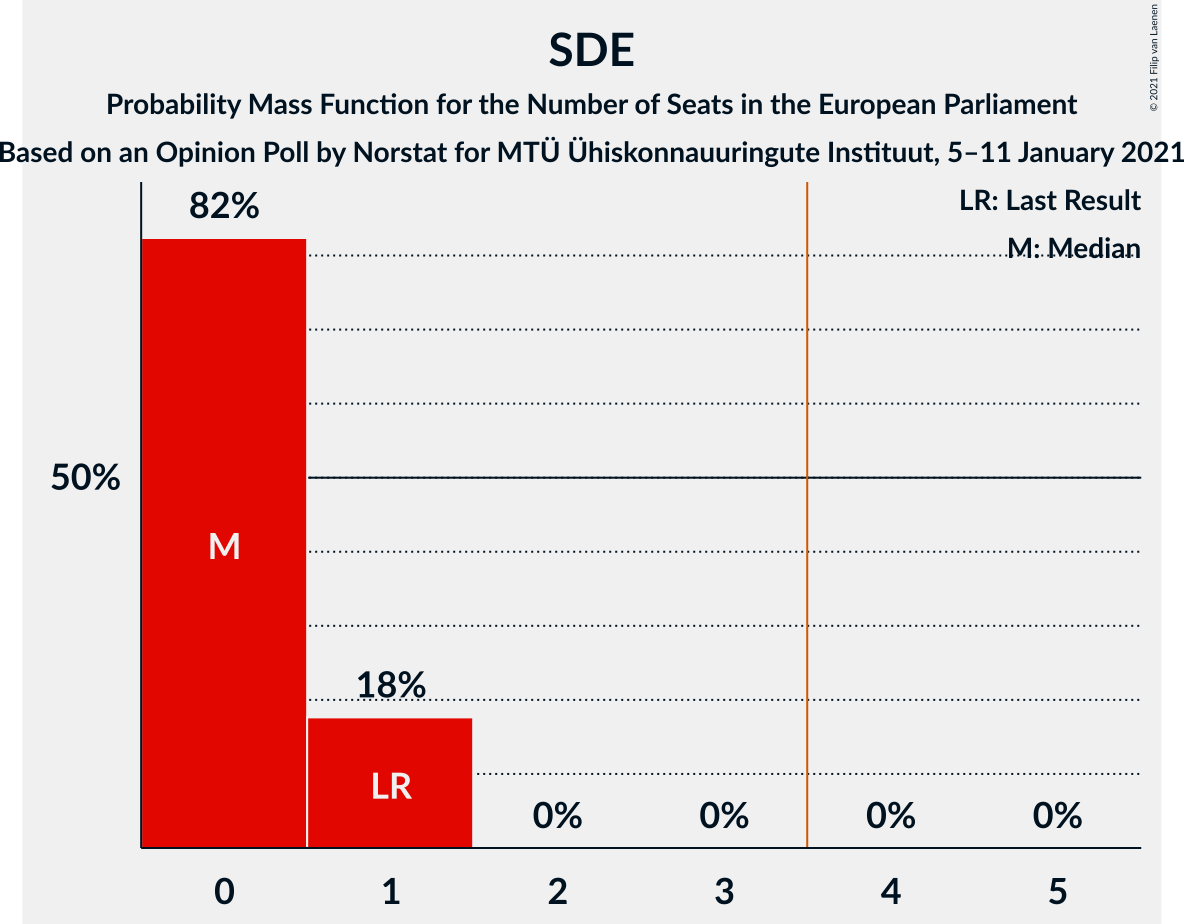 SDE
Probability Mass Function for the Number of Seats in the European Parliament
Based on an Opinion Poll by Norstat for MTÜ Ühiskonnauuringute Instituut, 5–11 January 2021
© 2021 Filip van Laenen
LR: Last Result
M: Median
82%
50%
M
18%
LR
0% 0% 0% 0%
0 1 2 3 4 5